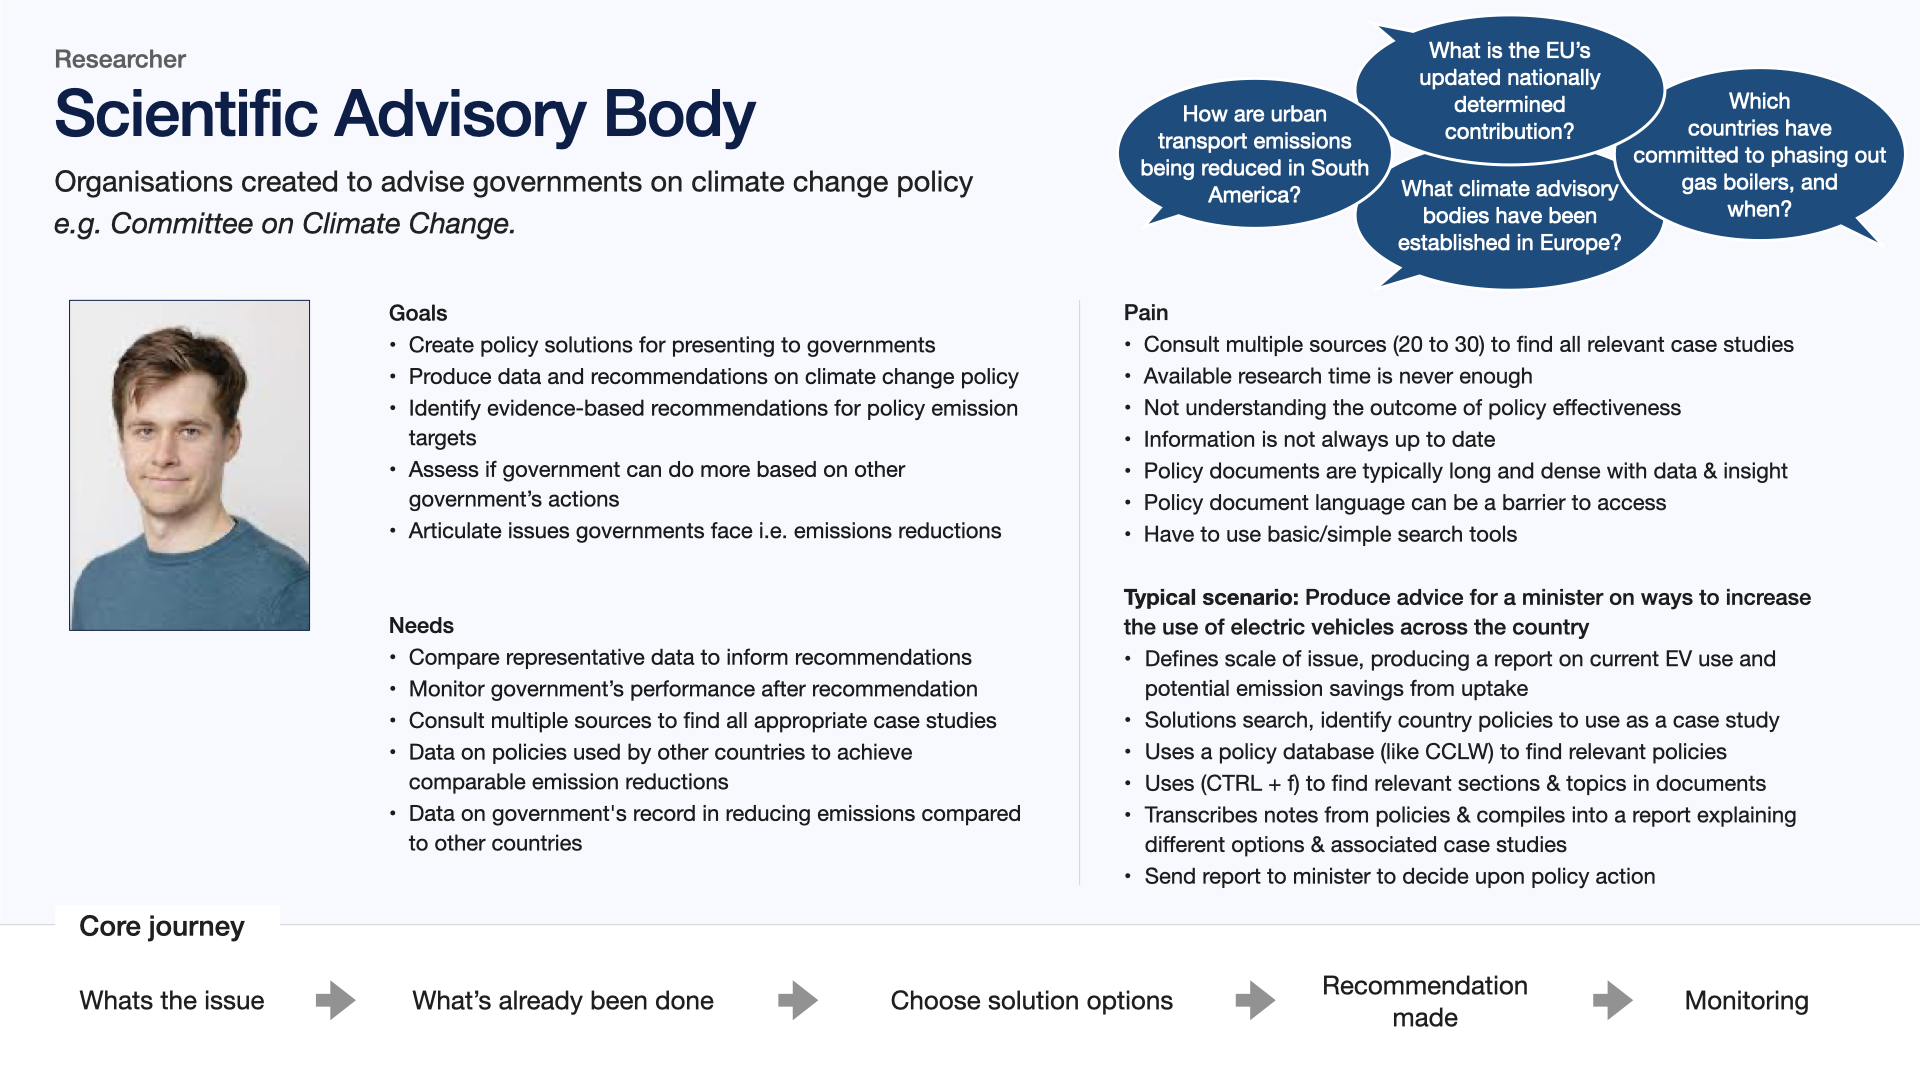 Researcher
Scientific Advisory Body
Organisations created to advise governments on climate change policy
e.g. Committee on Climate Change.
How are urban
transport emissions
being reduced in South
America?
What is the EU’s
updated nationally
determined
contribution?
What climate advisory
bodies have been
established in Europe?
Which
countries have
committed to phasing out
gas boilers, and
when?
Goals
• Create policy solutions for presenting to governments
• Produce data and recommendations on climate change policy
• Identify evidence-based recommendations for policy emission
targets
• Assess if government can do more based on other
government’s actions
• Articulate issues governments face i.e. emissions reductions
Needs
• Compare representative data to inform recommendations
• Monitor government’s performance after recommendation
• Consult multiple sources to find all appropriate case studies
• Data on policies used by other countries to achieve
comparable emission reductions
• Data on government's record in reducing emissions compared
to other countries
Pain
• Consult multiple sources (20 to 30) to find all relevant case studies
• Available research time is never enough
• Not understanding the outcome of policy effectiveness
• Information is not always up to date
• Policy documents are typically long and dense with data & insight
• Policy document language can be a barrier to access
• Have to use basic/simple search tools
Typical scenario: Produce advice for a minister on ways to increase
the use of electric vehicles across the country
• Defines scale of issue, producing a report on current EV use and
potential emission savings from uptake
• Solutions search, identify country policies to use as a case study
• Uses a policy database (like CCLW) to find relevant policies
• Uses (CTRL + f) to find relevant sections & topics in documents
• Transcribes notes from policies & compiles into a report explaining
different options & associated case studies
• Send report to minister to decide upon policy action
Core journey
Whats the issue
What’s already been done
Choose solution options
Recommendation
made
Monitoring